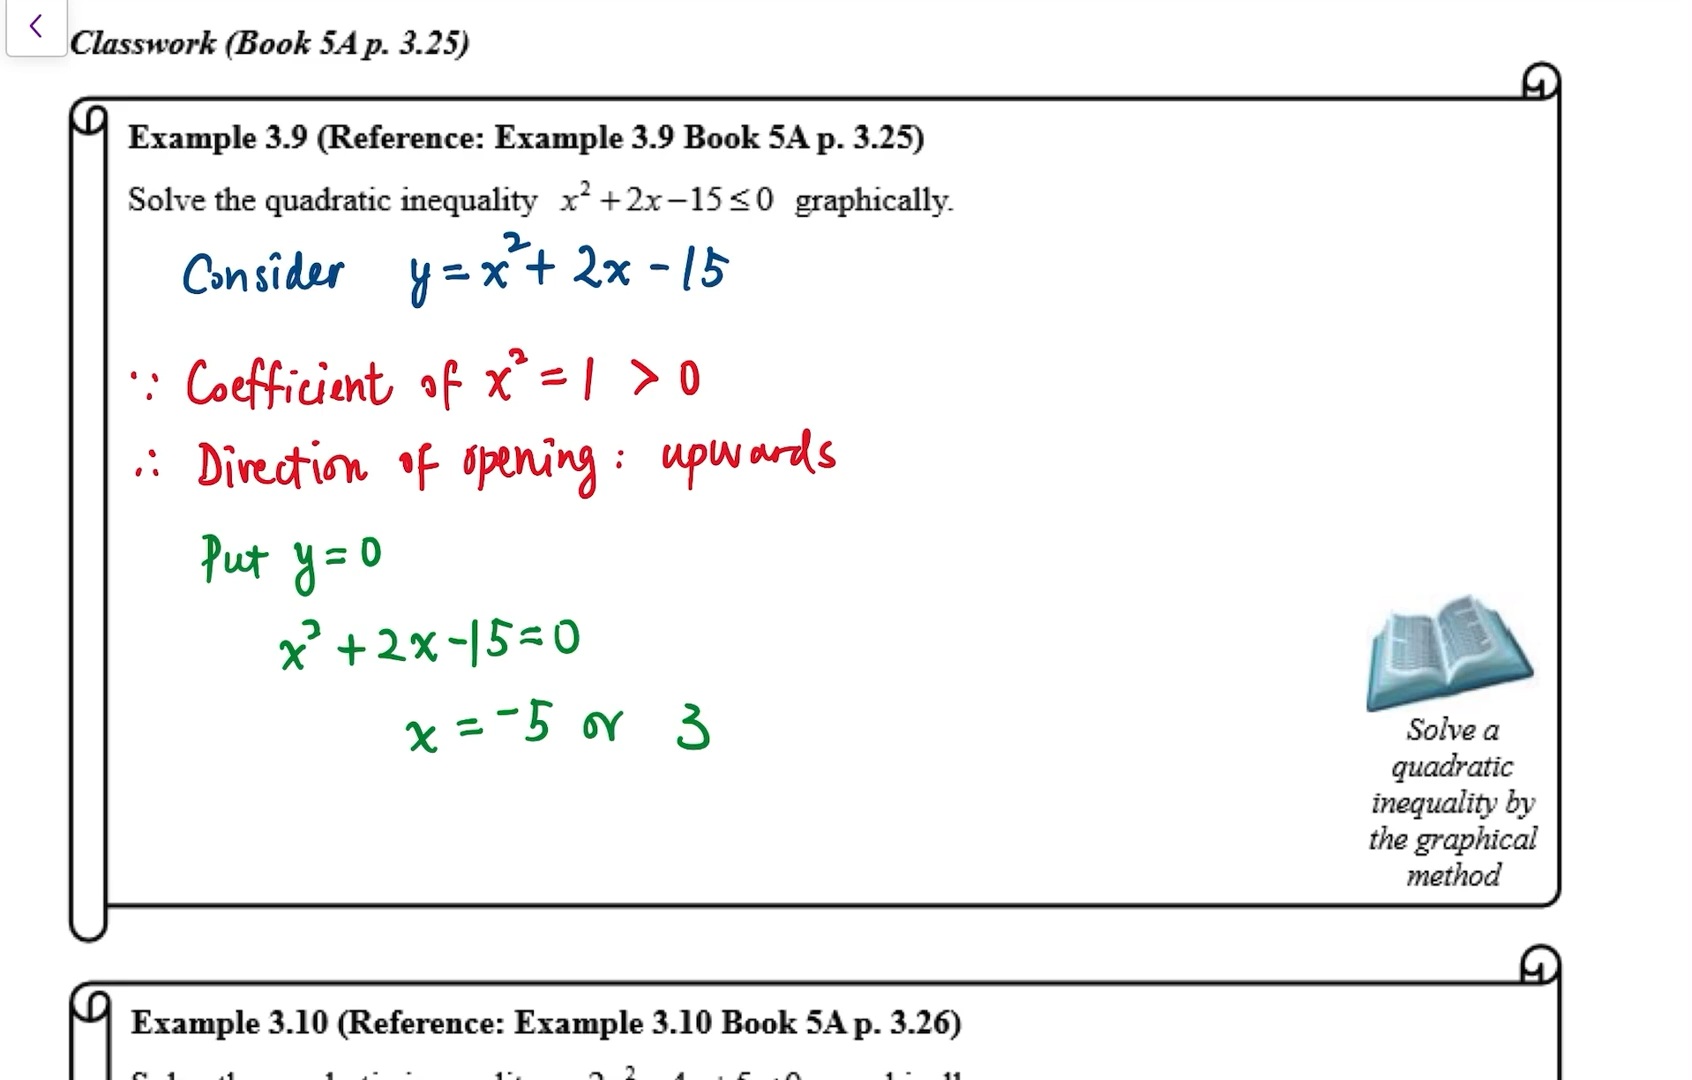 Classwork (Book 5A p. 3.25)
Example 3.9 (Reference: Example 3.9 Book 5A p. 3.25)
Solve the quadratic inequality x² + 2x − 15 ≤ 0 graphically.
Consider y = x² + 2x - 15
∵ Coefficient of x² = 1 > 0
∴ Direction of opening : upwards
Put y = 0
x² + 2x - 15 = 0
x = -5 or 3
Solve a
quadratic
inequality by
the graphical
method
Example 3.10 (Reference: Example 3.10 Book 5A p. 3.26)